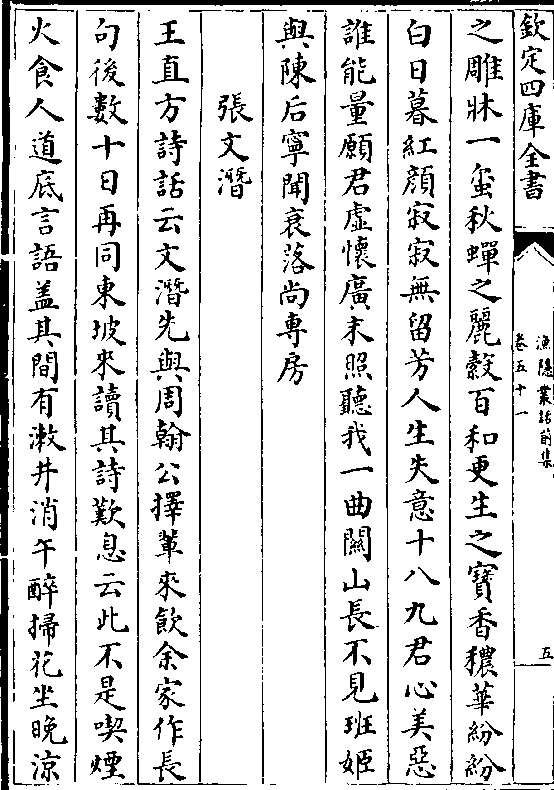 欽定四庫全書
漁隱叢話前集
卷五十一
五
之雕牀一蛩秋蟬之麗縠百和更生之寶香穠華紛紛
白日暮紅顔寂寂無留芳人生失意十八九君心美惡
誰能量願君虛懷廣末照聽我一曲關山長不見班姬
與陳后寧聞衰落尚專房
張文潛
王直方詩話云文潛先與周翰公擇輩來飲余家作長
句後數十日再同東坡來讀其詩歎息云此不是喫煙
火食人道底言語葢其間有漱井消午醉掃花坐晚涼